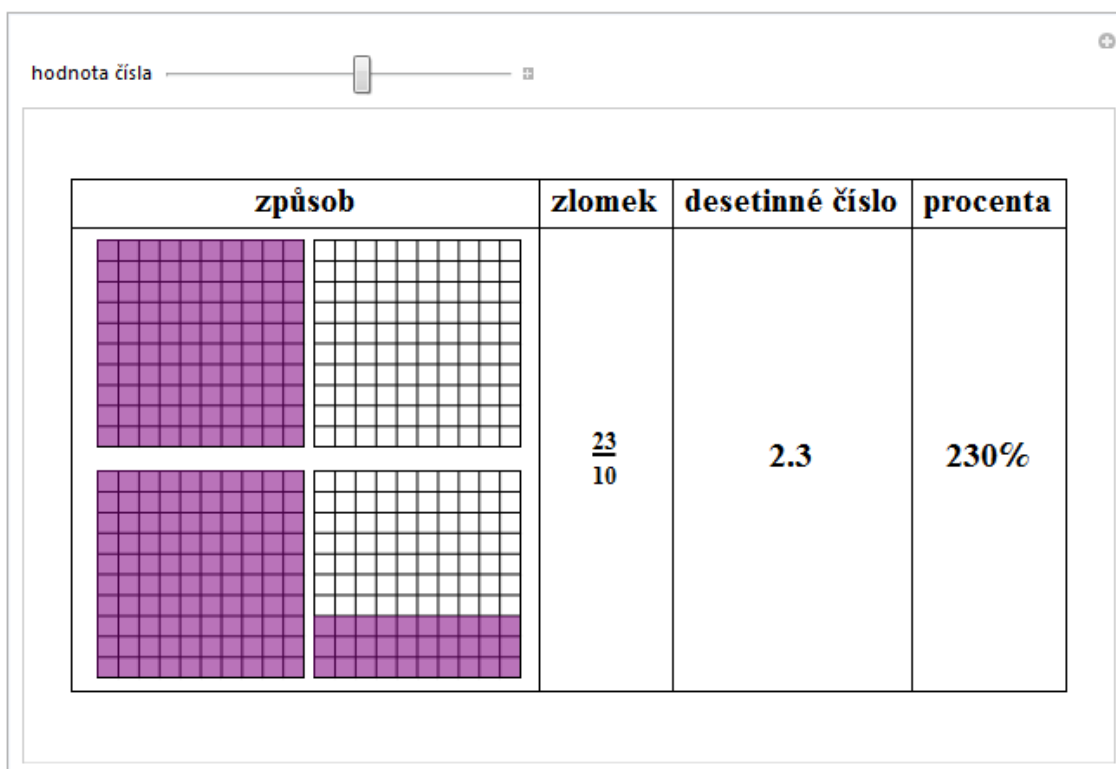 hodnota čísla
způsob zlomek desetinné číslo procenta
23
10
2.3
230%